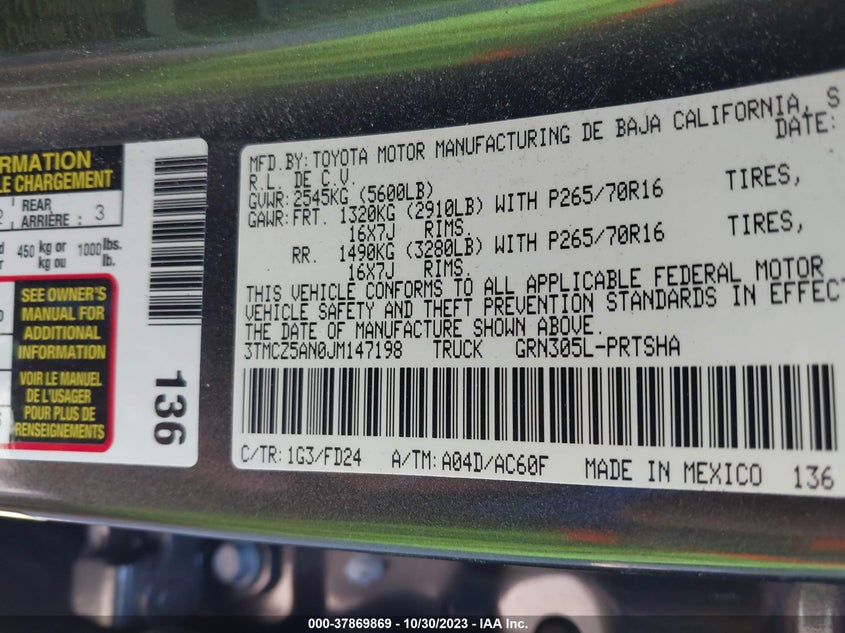 RMATION
LE CHARGEMENT
REAR
ARRIÈRE : 3
450 kg or 1000 lbs.
kg ou lb.
SEE OWNER'S
MANUAL FOR
ADDITIONAL
INFORMATION
VOIR LE MANUEL
DE L'USAGER
POUR PLUS DE
RENSEIGNEMENTS
136
MFD.BY:TOYOTA MOTOR MANUFACTURING DE BAJA CALIFORNIA, S
R.L. DE C.V. DATE:
GVWR:2545KG (5600LB)
GAWR:FRT. 1320KG (2910LB) WITH P265/70R16 TIRES,
16X7J RIMS.
RR. 1490KG (3280LB) WITH P265/70R16 TIRES,
16X7J RIMS.
THIS VEHICLE CONFORMS TO ALL APPLICABLE FEDERAL MOTOR
VEHICLE SAFETY AND THEFT PREVENTION STANDARDS IN EFFECT
THE DATE OF MANUFACTURE SHOWN ABOVE.
3TMCZ5AN0JM147198 TRUCK GRN305L-PRTSHA
C/TR:1G3/FD24 A/TM:A04D/AC60F MADE IN MEXICO 136
000-37869869 - 10/30/2023 - IAA Inc.